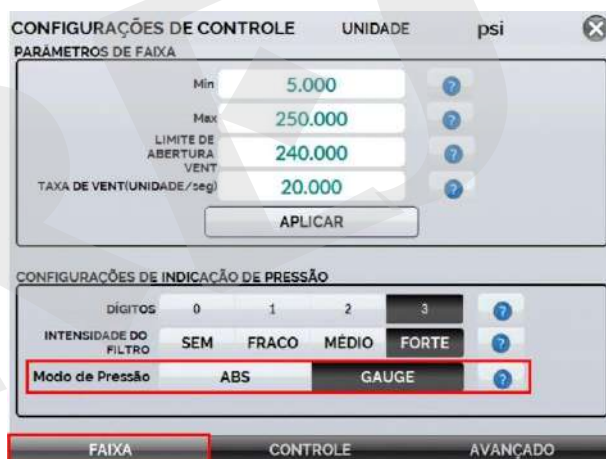 CONFIGURAÇÕES DE CONTROLE UNIDADE psi
PARÂMETROS DE FAIXA
Min 5.000 ?
Max 250.000 ?
LIMITE DE
ABERTURA 240.000 ?
VENT
TAXA DE VENT(UNIDADE/seg) 20.000 ?
APLICAR
CONFIGURAÇÕES DE INDICAÇÃO DE PRESSÃO
DÍGITOS 0 1 2 3 ?
INTENSIDADE DO
FILTRO SEM FRACO MÉDIO FORTE ?
Modo de Pressão ABS GAUGE ?
FAIXA CONTROLE AVANÇADO